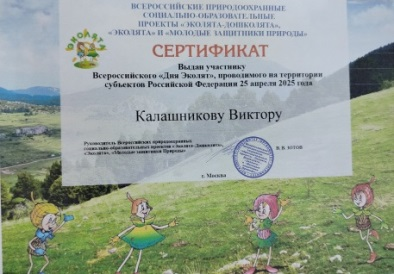 ВСЕРОССИЙСКИЕ ПРИРОДООХРАННЫЕ
СОЦИАЛЬНО-ОБРАЗОВАТЕЛЬНЫЕ
ПРОЕКТЫ «ЭКОЛЯТА-ДОШКОЛЯТА»,
«ЭКОЛЯТА» И «МОЛОДЫЕ ЗАЩИТНИКИ ПРИРОДЫ»
ЭКОЛЯТА
СЕРТИФИКАТ
Выдан участнику
Всероссийского «Дня Эколят», проводимого на территории
субъектов Российской Федерации 25 апреля 2025 года
Калашникову Виктору
Руководитель Всероссийских природоохранных
социально-образовательных проектов «Эколята-Дошколята»,
«Эколята», «Молодые защитники Природы»
г. Москва